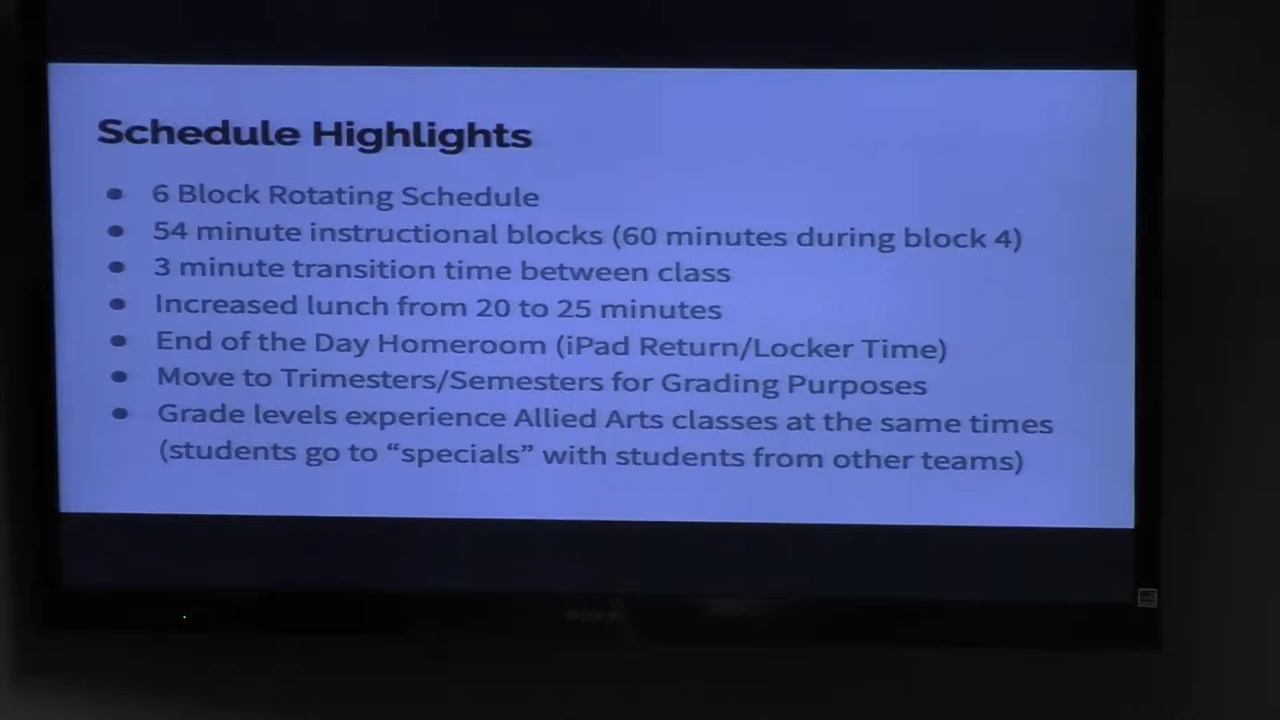 Schedule Highlights
● 6 Block Rotating Schedule
● 54 minute instructional blocks (60 minutes during block 4)
● 3 minute transition time between class
● Increased lunch from 20 to 25 minutes
● End of the Day Homeroom (iPad Return/Locker Time)
● Move to Trimesters/Semesters for Grading Purposes
● Grade levels experience Allied Arts classes at the same times
(students go to “specials” with students from other teams)
SONY